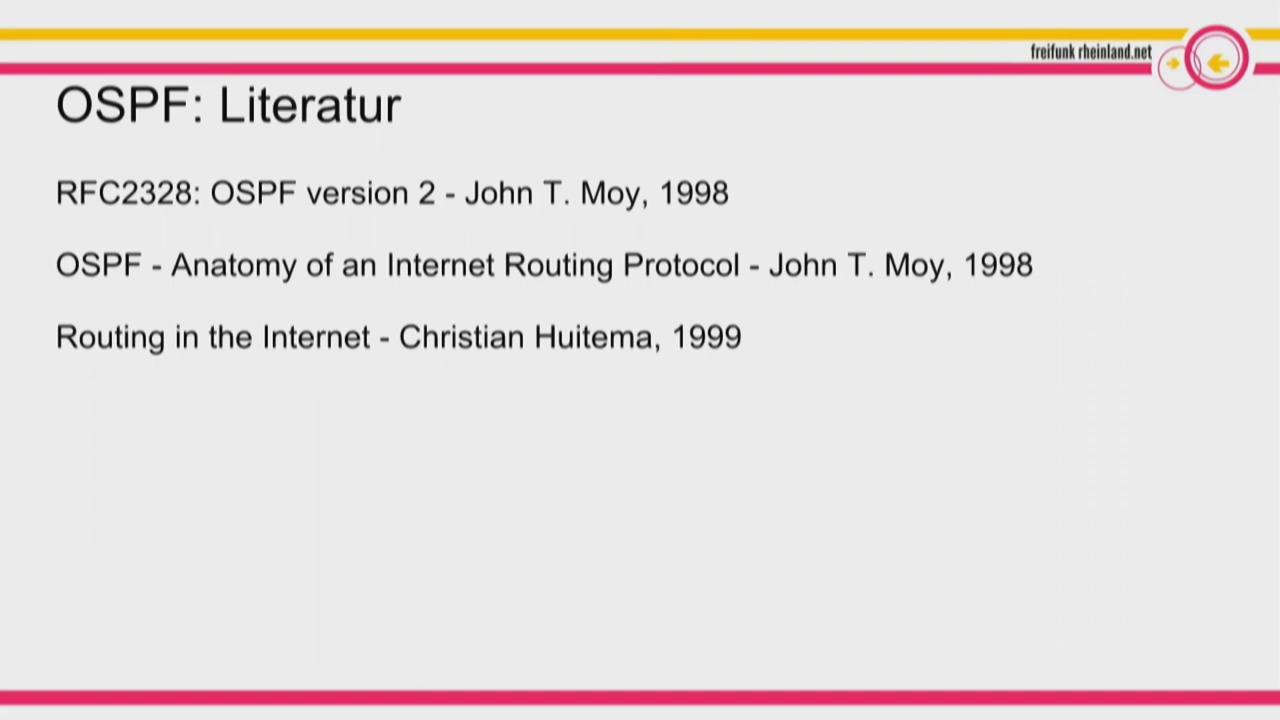 freifunk rheinland.net
OSPF: Literatur
RFC2328: OSPF version 2 - John T. Moy, 1998
OSPF - Anatomy of an Internet Routing Protocol - John T. Moy, 1998
Routing in the Internet - Christian Huitema, 1999